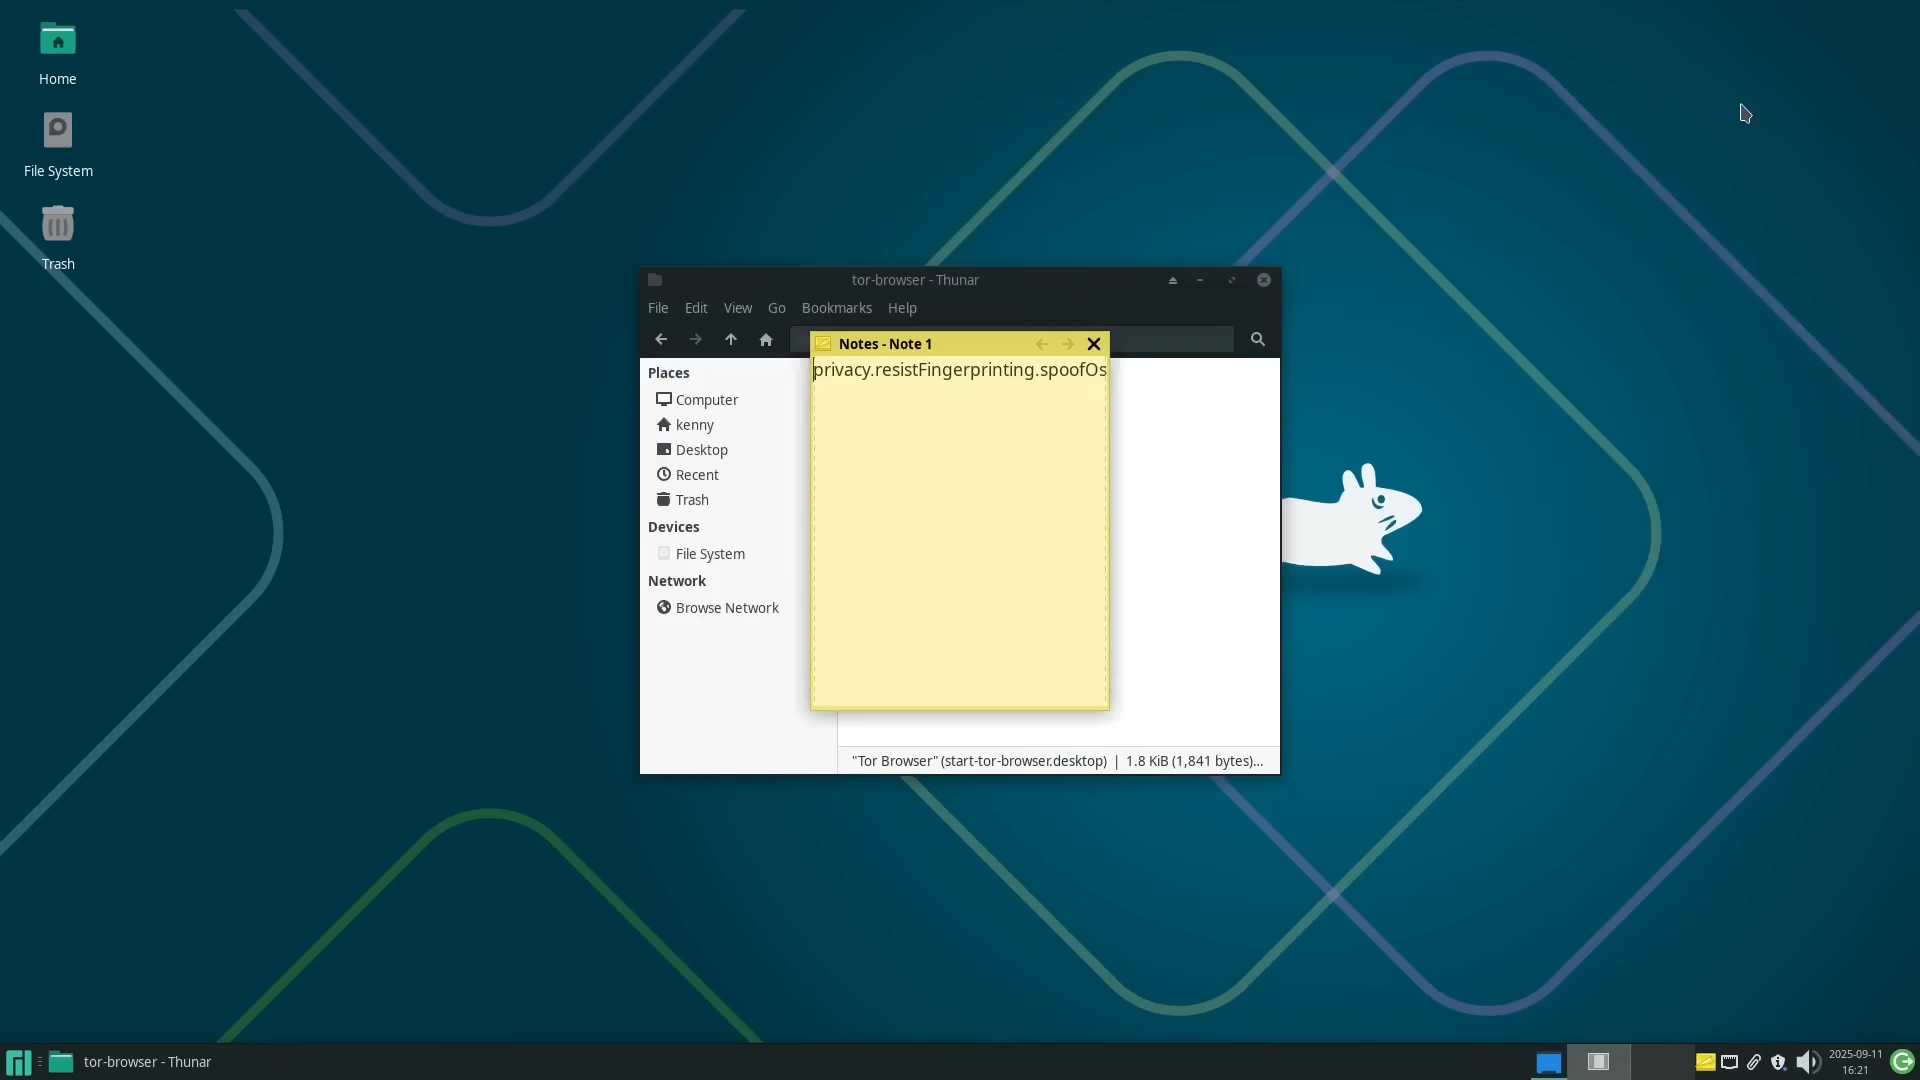 Home
File System
Trash
tor-browser - Thunar
File Edit View Go Bookmarks Help
Notes - Note 1
privacy.resistFingerprinting.spoofOs
Places
Computer
kenny
Desktop
Recent
Trash
Devices
File System
Network
Browse Network
"Tor Browser" (start-tor-browser.desktop) | 1.8 KiB (1,841 bytes)...
tor-browser - Thunar
2025-09-11
16:21